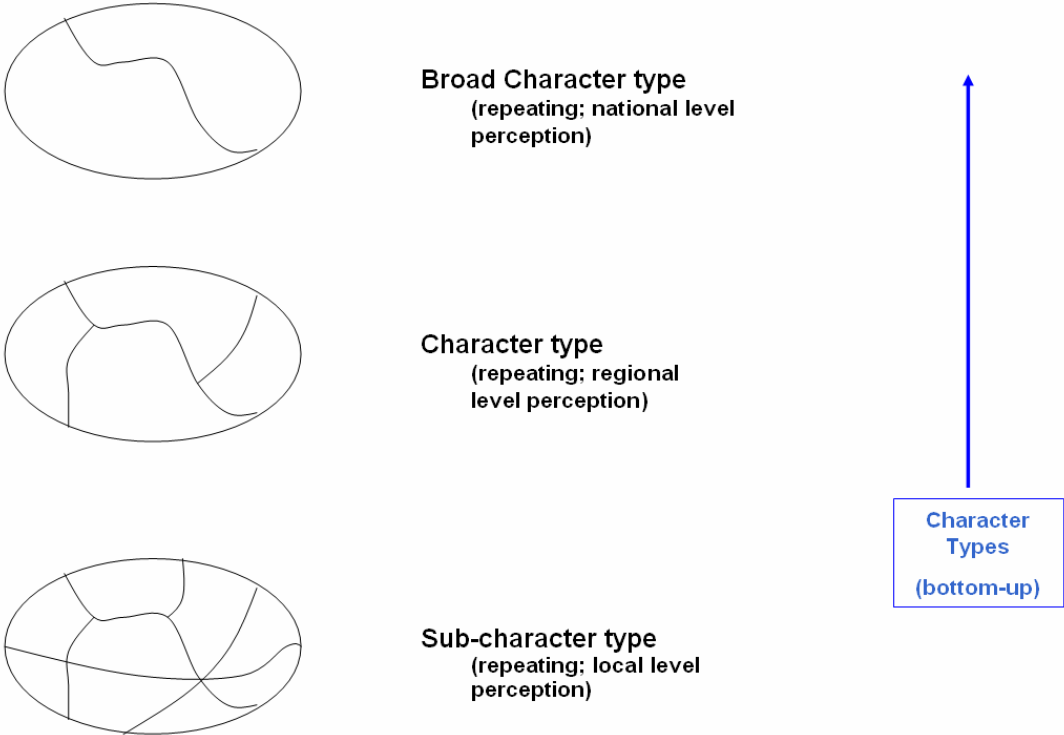 Broad Character type
(repeating; national level
perception)
Character type
(repeating; regional
level perception)
Character
Types
(bottom-up)
Sub-character type
(repeating; local level
perception)